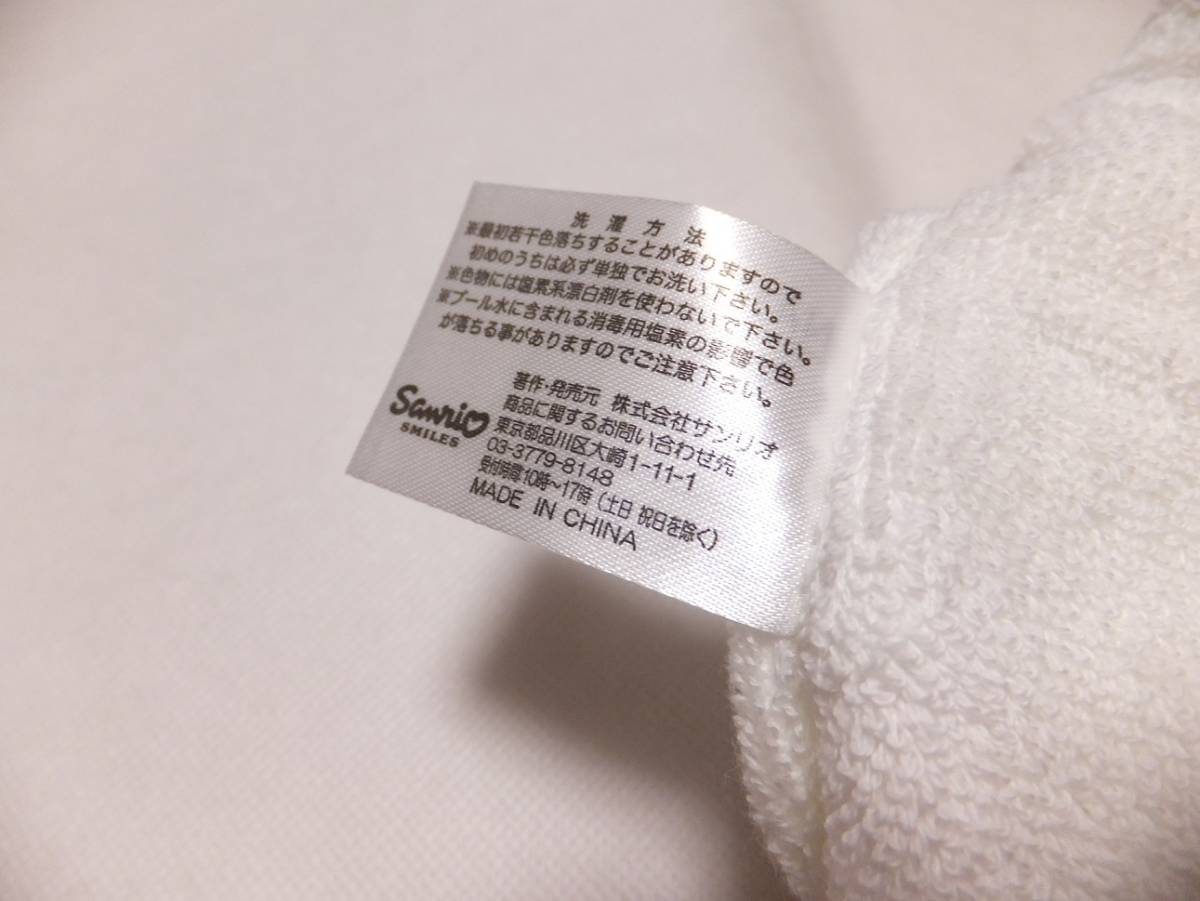 洗濯方法
※最初若干色落ちすることがありますので
初めのうちは必ず単独でお洗い下さい。
※色物には塩素系漂白剤を使わないで下さい。
※プール水に含まれる消毒用塩素の影響で色
が落ちる事がありますのでご注意下さい。
Sanrio
SMILES
著作・発売元 株式会社サンリオ
商品に関するお問い合わせ先
東京都品川区大崎1-11-1
03-3779-8148
受付時間:10時〜17時(土日 祝日を除く)
MADE IN CHINA